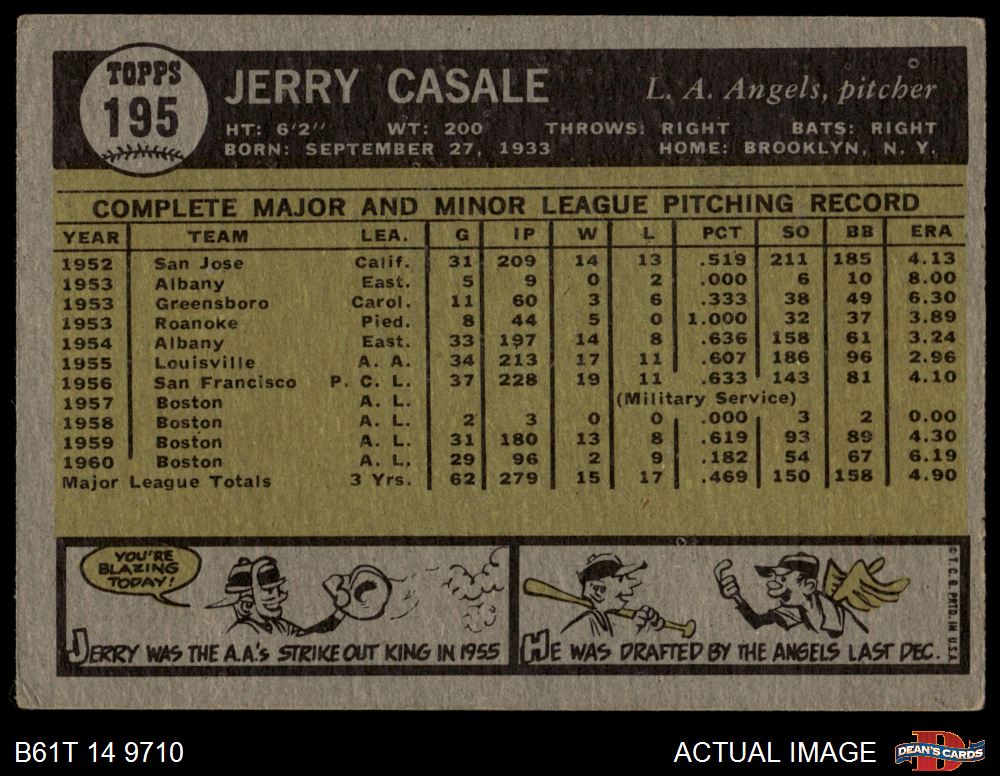 TOPPS
195
JERRY CASALE
L. A. Angels, pitcher
HT: 6'2" WT: 200 THROWS: RIGHT BATS: RIGHT
BORN: SEPTEMBER 27, 1933 HOME: BROOKLYN, N. Y.
COMPLETE MAJOR AND MINOR LEAGUE PITCHING RECORD
YEAR TEAM LEA. G IP W L PCT SO BB ERA
1952 San Jose Calif. 31 209 14 13 .519 211 185 4.13
1953 Albany East. 5 9 0 2 .000 6 10 8.00
1953 Greensboro Carol. 11 60 3 6 .333 38 49 6.30
1953 Roanoke Pied. 8 44 5 0 1.000 32 37 3.89
1954 Albany East. 33 197 14 8 .636 158 61 3.24
1955 Louisville A. A. 34 213 17 11 .607 186 96 2.96
1956 San Francisco P. C. L. 37 228 19 11 .633 143 81 4.10
1957 Boston A. L. (Military Service)
1958 Boston A. L. 2 3 0 0 .000 3 2 0.00
1959 Boston A. L. 31 180 13 8 .619 93 89 4.30
1960 Boston A. L. 29 96 2 9 .182 54 67 6.19
Major League Totals 3 Yrs. 62 279 15 17 .469 150 158 4.90
YOU'RE
BLAZING
TODAY!
JERRY WAS THE A.A'S STRIKE OUT KING IN 1955
HE WAS DRAFTED BY THE ANGELS LAST DEC.
© T. C. G. PRTD. IN U.S.A.
B61T 14 9710
ACTUAL IMAGE
D
DEAN'S CARDS